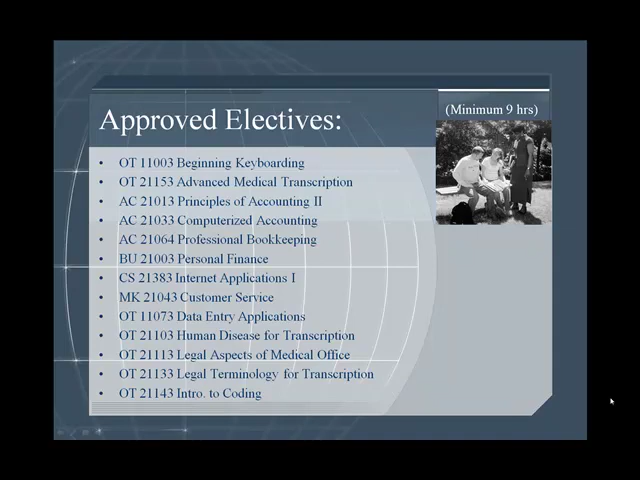 Approved Electives:
(Minimum 9 hrs)
• OT 11003 Beginning Keyboarding
• OT 21153 Advanced Medical Transcription
• AC 21013 Principles of Accounting II
• AC 21033 Computerized Accounting
• AC 21064 Professional Bookkeeping
• BU 21003 Personal Finance
• CS 21383 Internet Applications I
• MK 21043 Customer Service
• OT 11073 Data Entry Applications
• OT 21103 Human Disease for Transcription
• OT 21113 Legal Aspects of Medical Office
• OT 21133 Legal Terminology for Transcription
• OT 21143 Intro. to Coding